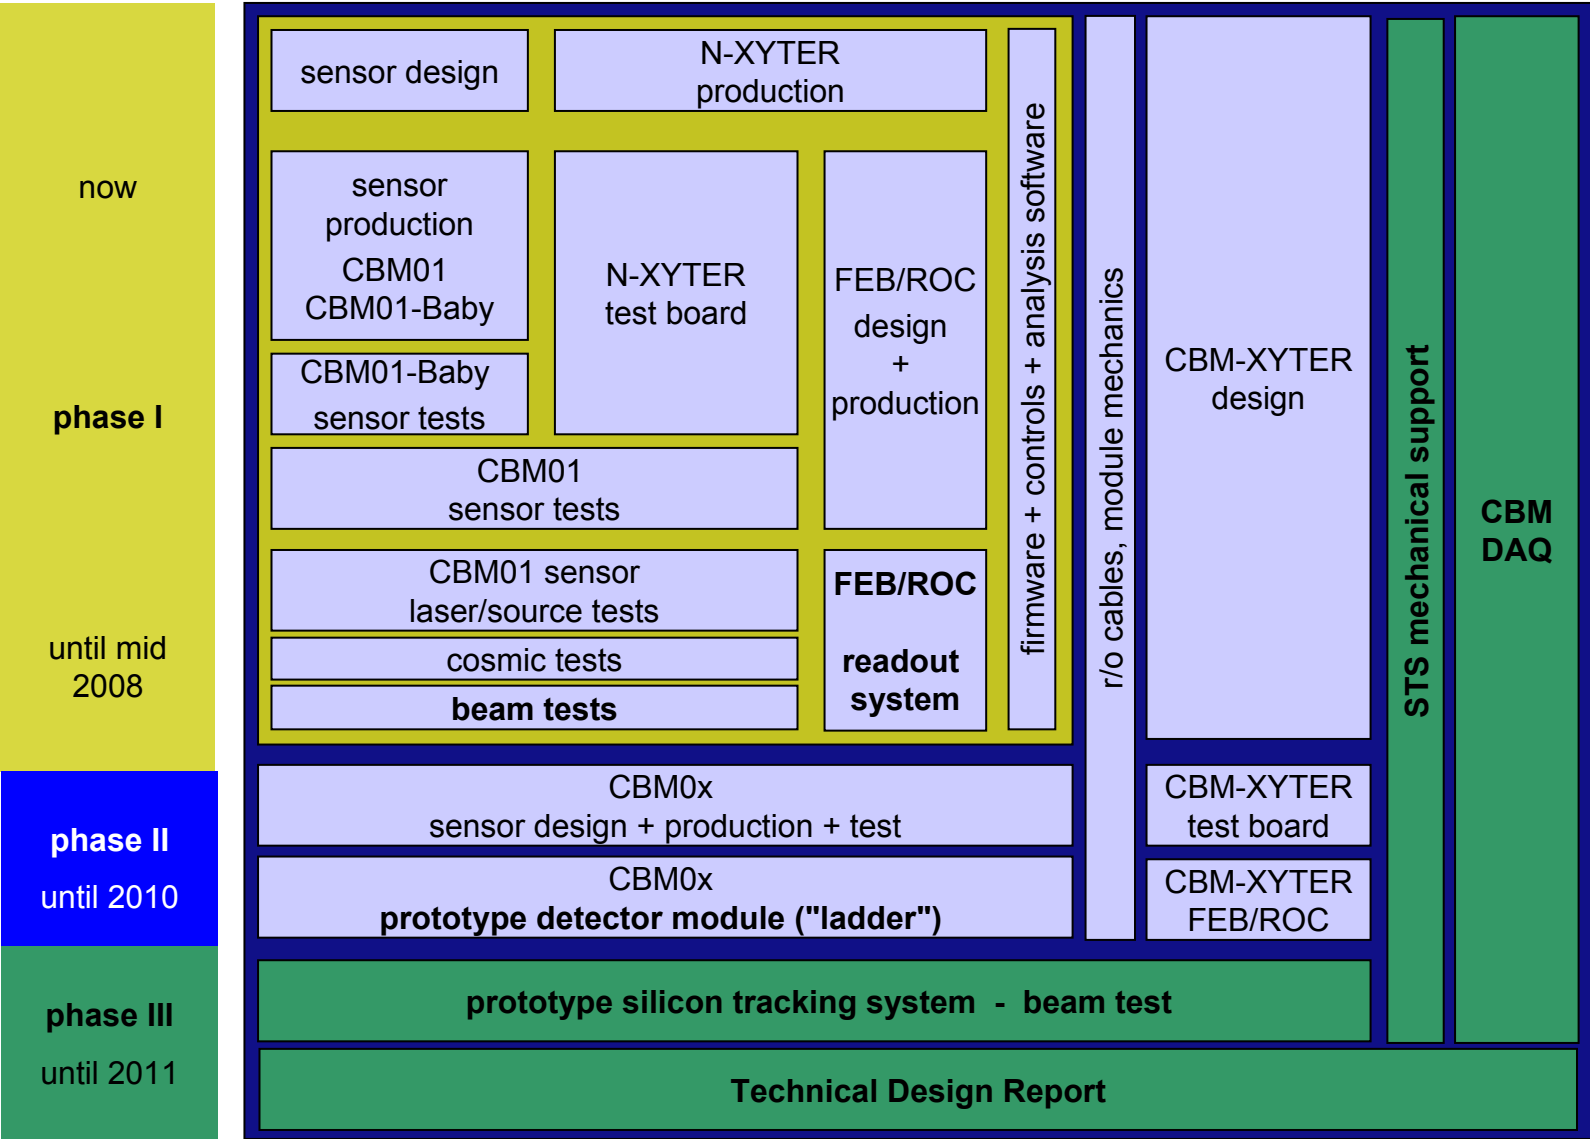 now
phase I
until mid
2008
phase II
until 2010
phase III
until 2011
sensor design
N-XYTER
production
sensor
production
CBM01
CBM01-Baby
N-XYTER
test board
FEB/ROC
design
+
production
CBM01-Baby
sensor tests
CBM01
sensor tests
CBM01 sensor
laser/source tests
cosmic tests
beam tests
FEB/ROC
readout
system
firmware + controls + analysis software
r/o cables, module mechanics
CBM-XYTER
design
STS mechanical support
CBM
DAQ
CBM0x
sensor design + production + test
CBM-XYTER
test board
CBM0x
prototype detector module ("ladder")
CBM-XYTER
FEB/ROC
prototype silicon tracking system - beam test
Technical Design Report